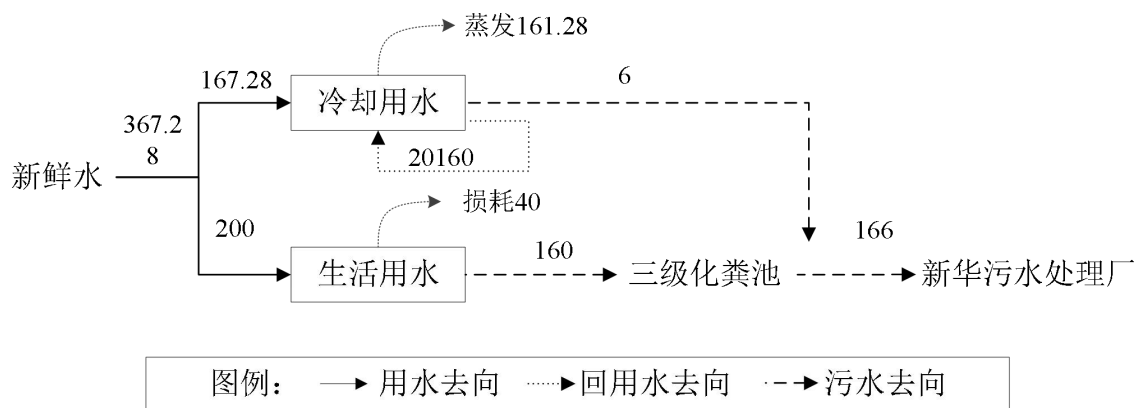 蒸发161.28
167.28
冷却用水
6
367.2
8
20160
新鲜水
损耗40
200
生活用水
160
三级化粪池
166
新华污水处理厂
图例： 用水去向 回用水去向 污水去向